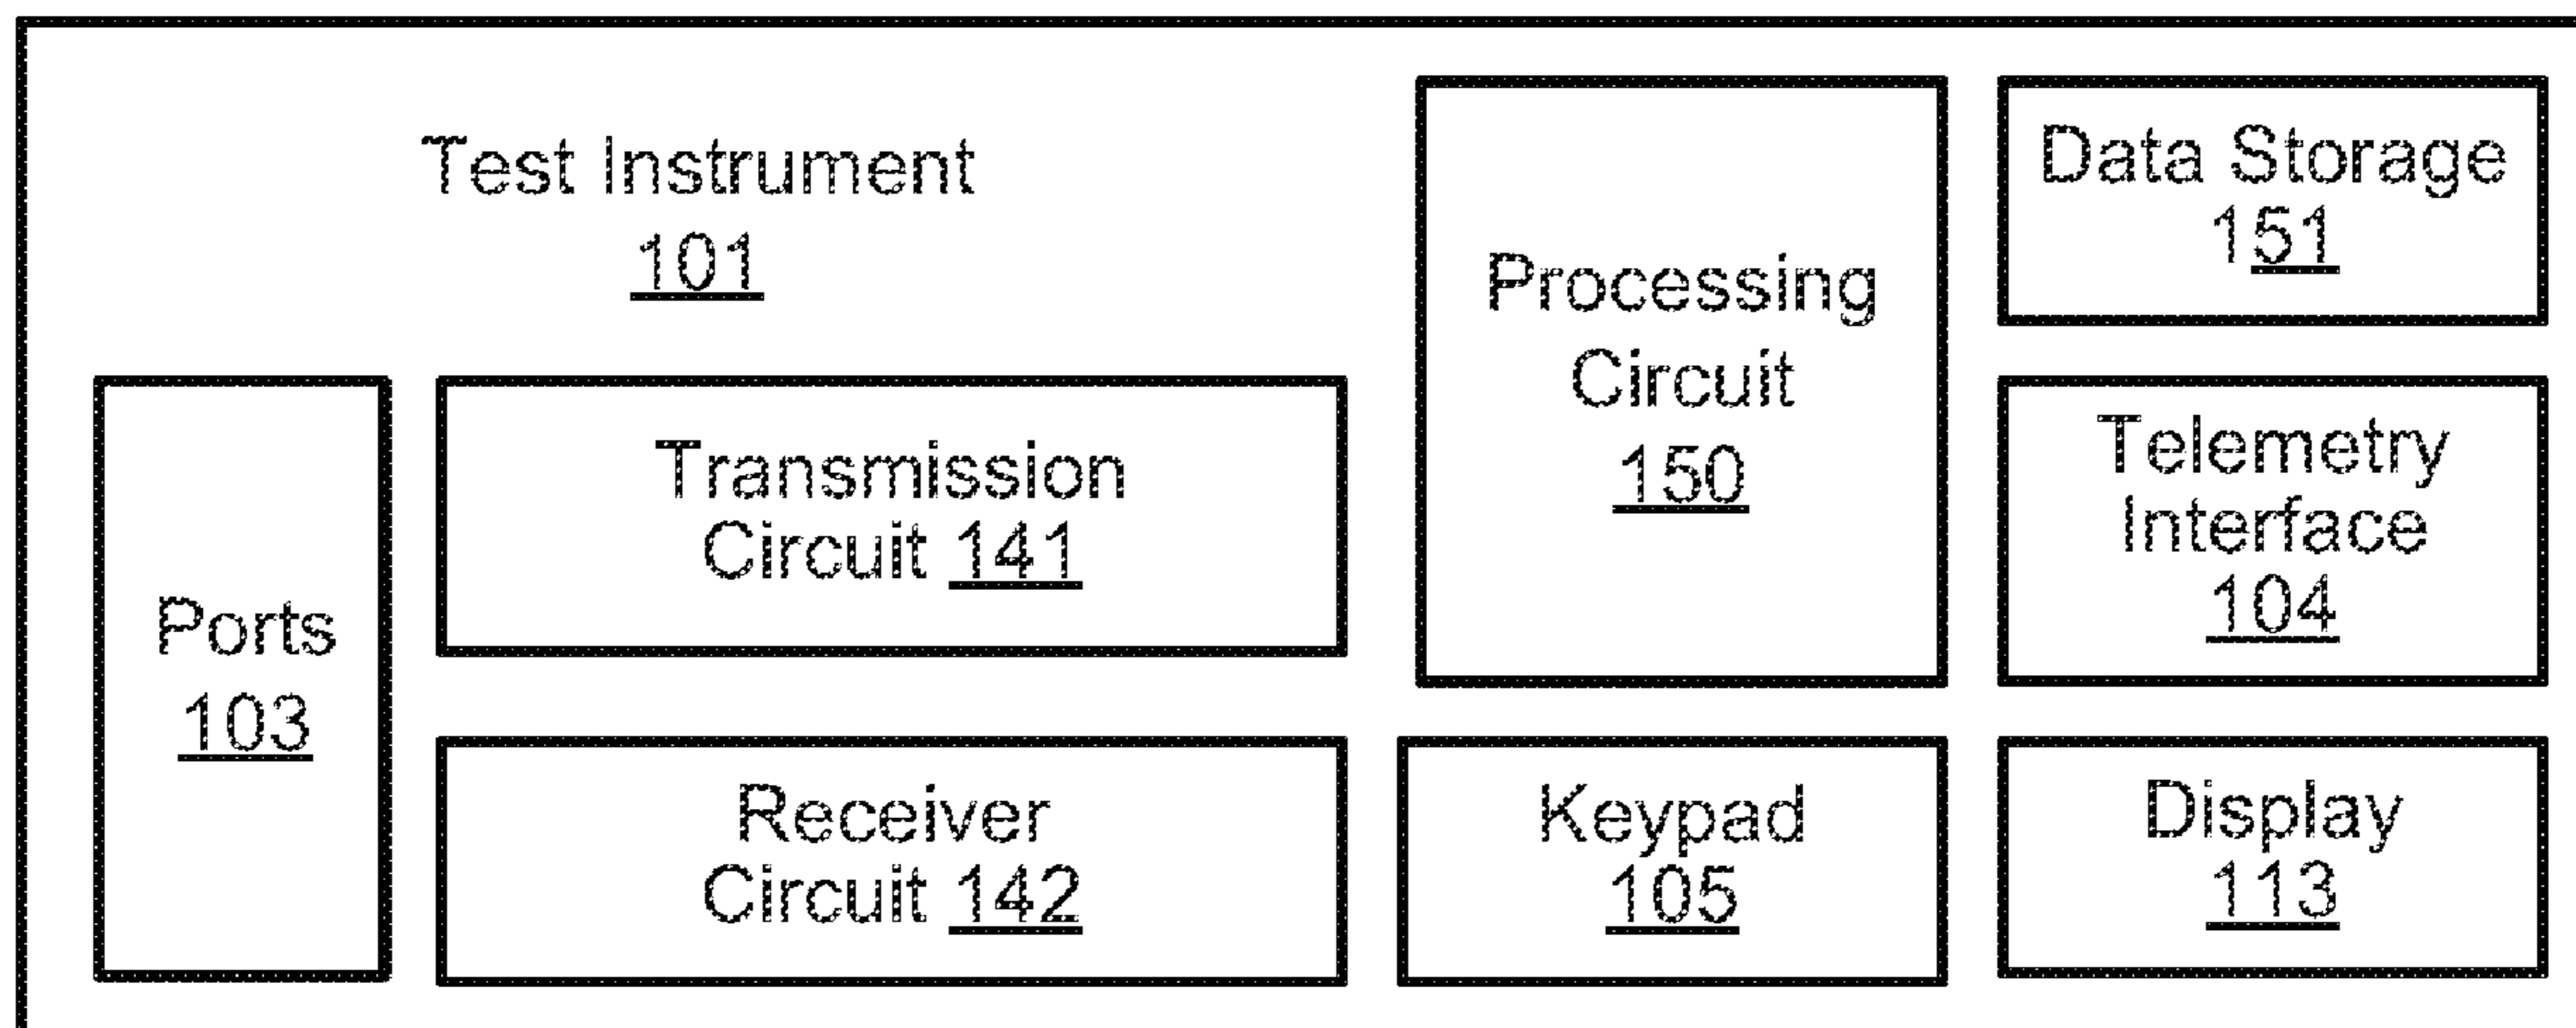 Test Instrument
101
Ports
103
Transmission
Circuit 141
Receiver
Circuit 142
Processing
Circuit
150
Keypad
105
Data Storage
151
Telemetry
Interface
104
Display
113